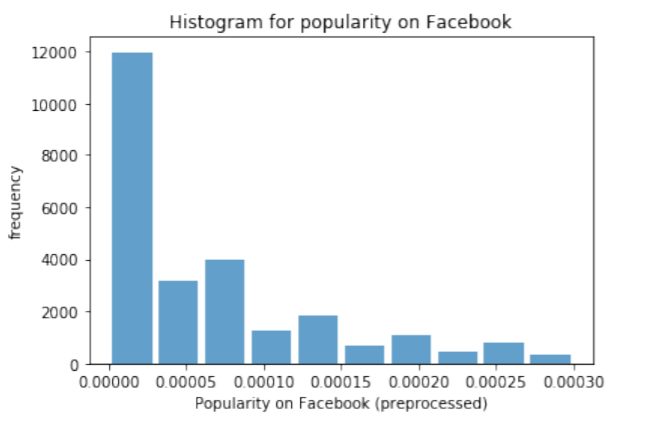 Histogram for popularity on Facebook
12000
10000
8000
6000
4000
2000
0
frequency
0.00000 0.00005 0.00010 0.00015 0.00020 0.00025 0.00030
Popularity on Facebook (preprocessed)